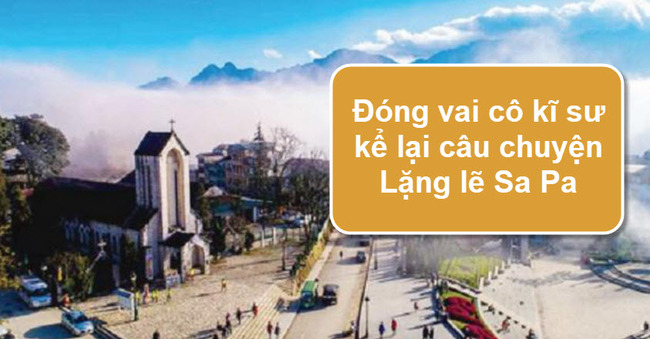 Đóng vai cô kĩ sư
kể lại câu chuyện
Lặng lẽ Sa Pa